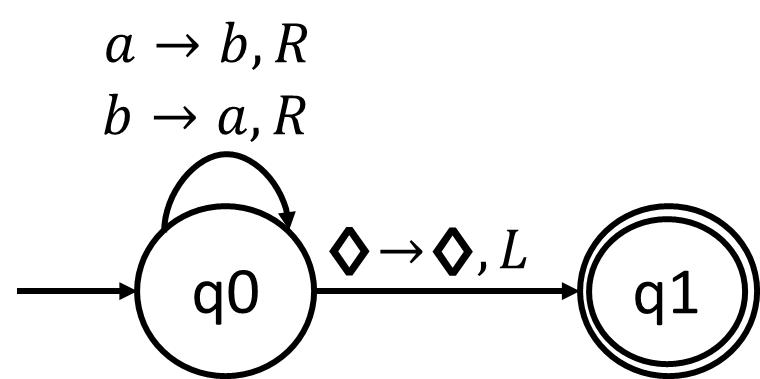 a → b, R
b → a, R
◊ → ◊, L
q0
q1